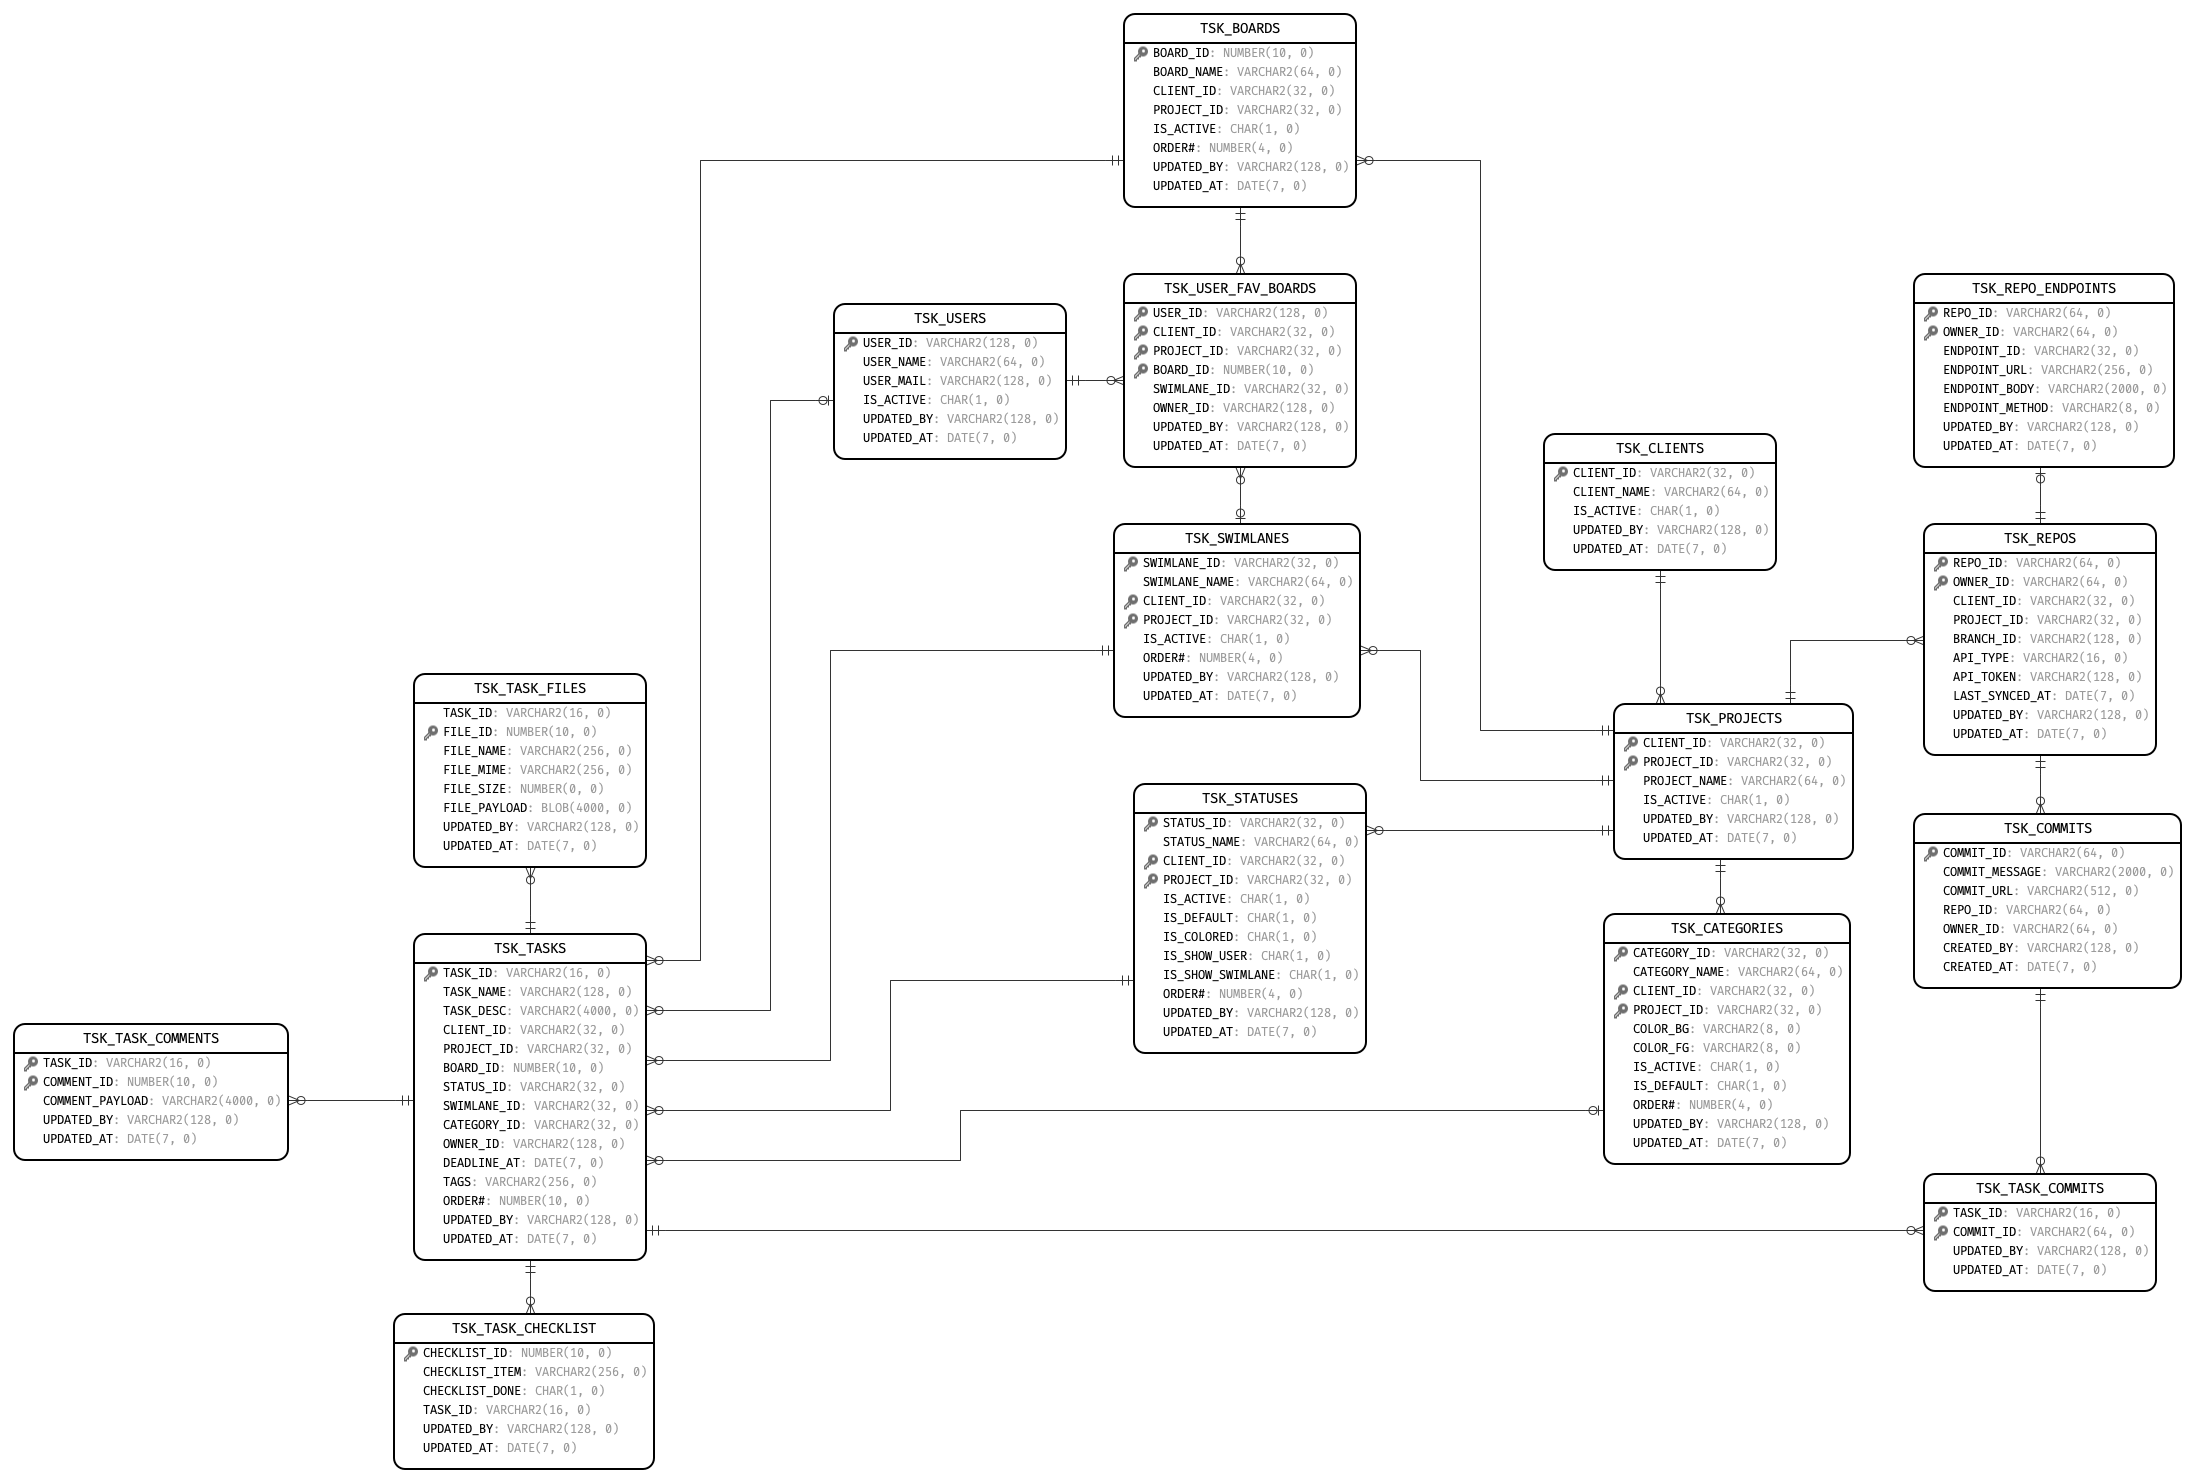 TSK_BOARDS
BOARD_ID: NUMBER(10, 0)
BOARD_NAME: VARCHAR2(64, 0)
CLIENT_ID: VARCHAR2(32, 0)
PROJECT_ID: VARCHAR2(32, 0)
IS_ACTIVE: CHAR(1, 0)
ORDER#: NUMBER(4, 0)
UPDATED_BY: VARCHAR2(128, 0)
UPDATED_AT: DATE(7, 0)
TSK_USER_FAV_BOARDS
USER_ID: VARCHAR2(128, 0)
CLIENT_ID: VARCHAR2(32, 0)
PROJECT_ID: VARCHAR2(32, 0)
BOARD_ID: NUMBER(10, 0)
SWIMLANE_ID: VARCHAR2(32, 0)
OWNER_ID: VARCHAR2(128, 0)
UPDATED_BY: VARCHAR2(128, 0)
UPDATED_AT: DATE(7, 0)
TSK_REPO_ENDPOINTS
REPO_ID: VARCHAR2(64, 0)
OWNER_ID: VARCHAR2(64, 0)
ENDPOINT_ID: VARCHAR2(32, 0)
ENDPOINT_URL: VARCHAR2(256, 0)
ENDPOINT_BODY: VARCHAR2(2000, 0)
ENDPOINT_METHOD: VARCHAR2(8, 0)
UPDATED_BY: VARCHAR2(128, 0)
UPDATED_AT: DATE(7, 0)
TSK_USERS
USER_ID: VARCHAR2(128, 0)
USER_NAME: VARCHAR2(64, 0)
USER_MAIL: VARCHAR2(128, 0)
IS_ACTIVE: CHAR(1, 0)
UPDATED_BY: VARCHAR2(128, 0)
UPDATED_AT: DATE(7, 0)
TSK_CLIENTS
CLIENT_ID: VARCHAR2(32, 0)
CLIENT_NAME: VARCHAR2(64, 0)
IS_ACTIVE: CHAR(1, 0)
UPDATED_BY: VARCHAR2(128, 0)
UPDATED_AT: DATE(7, 0)
TSK_SWIMLANES
SWIMLANE_ID: VARCHAR2(32, 0)
SWIMLANE_NAME: VARCHAR2(64, 0)
CLIENT_ID: VARCHAR2(32, 0)
PROJECT_ID: VARCHAR2(32, 0)
IS_ACTIVE: CHAR(1, 0)
ORDER#: NUMBER(4, 0)
UPDATED_BY: VARCHAR2(128, 0)
UPDATED_AT: DATE(7, 0)
TSK_REPOS
REPO_ID: VARCHAR2(64, 0)
OWNER_ID: VARCHAR2(64, 0)
CLIENT_ID: VARCHAR2(32, 0)
PROJECT_ID: VARCHAR2(32, 0)
BRANCH_ID: VARCHAR2(128, 0)
API_TYPE: VARCHAR2(16, 0)
API_TOKEN: VARCHAR2(128, 0)
LAST_SYNCED_AT: DATE(7, 0)
UPDATED_BY: VARCHAR2(128, 0)
UPDATED_AT: DATE(7, 0)
TSK_TASK_FILES
TASK_ID: VARCHAR2(16, 0)
FILE_ID: NUMBER(10, 0)
FILE_NAME: VARCHAR2(256, 0)
FILE_MIME: VARCHAR2(256, 0)
FILE_SIZE: NUMBER(0, 0)
FILE_PAYLOAD: BLOB(4000, 0)
UPDATED_BY: VARCHAR2(128, 0)
UPDATED_AT: DATE(7, 0)
TSK_PROJECTS
CLIENT_ID: VARCHAR2(32, 0)
PROJECT_ID: VARCHAR2(32, 0)
PROJECT_NAME: VARCHAR2(64, 0)
IS_ACTIVE: CHAR(1, 0)
UPDATED_BY: VARCHAR2(128, 0)
UPDATED_AT: DATE(7, 0)
TSK_STATUSES
STATUS_ID: VARCHAR2(32, 0)
STATUS_NAME: VARCHAR2(64, 0)
CLIENT_ID: VARCHAR2(32, 0)
PROJECT_ID: VARCHAR2(32, 0)
IS_ACTIVE: CHAR(1, 0)
IS_DEFAULT: CHAR(1, 0)
IS_COLORED: CHAR(1, 0)
IS_SHOW_USER: CHAR(1, 0)
IS_SHOW_SWIMLANE: CHAR(1, 0)
ORDER#: NUMBER(4, 0)
UPDATED_BY: VARCHAR2(128, 0)
UPDATED_AT: DATE(7, 0)
TSK_COMMITS
COMMIT_ID: VARCHAR2(64, 0)
COMMIT_MESSAGE: VARCHAR2(2000, 0)
COMMIT_URL: VARCHAR2(512, 0)
REPO_ID: VARCHAR2(64, 0)
OWNER_ID: VARCHAR2(64, 0)
CREATED_BY: VARCHAR2(128, 0)
CREATED_AT: DATE(7, 0)
TSK_CATEGORIES
CATEGORY_ID: VARCHAR2(32, 0)
CATEGORY_NAME: VARCHAR2(64, 0)
CLIENT_ID: VARCHAR2(32, 0)
PROJECT_ID: VARCHAR2(32, 0)
COLOR_BG: VARCHAR2(8, 0)
COLOR_FG: VARCHAR2(8, 0)
IS_ACTIVE: CHAR(1, 0)
IS_DEFAULT: CHAR(1, 0)
ORDER#: NUMBER(4, 0)
UPDATED_BY: VARCHAR2(128, 0)
UPDATED_AT: DATE(7, 0)
TSK_TASKS
TASK_ID: VARCHAR2(16, 0)
TASK_NAME: VARCHAR2(128, 0)
TASK_DESC: VARCHAR2(4000, 0)
CLIENT_ID: VARCHAR2(32, 0)
PROJECT_ID: VARCHAR2(32, 0)
BOARD_ID: NUMBER(10, 0)
STATUS_ID: VARCHAR2(32, 0)
SWIMLANE_ID: VARCHAR2(32, 0)
CATEGORY_ID: VARCHAR2(32, 0)
OWNER_ID: VARCHAR2(128, 0)
DEADLINE_AT: DATE(7, 0)
TAGS: VARCHAR2(256, 0)
ORDER#: NUMBER(10, 0)
UPDATED_BY: VARCHAR2(128, 0)
UPDATED_AT: DATE(7, 0)
TSK_TASK_COMMENTS
TASK_ID: VARCHAR2(16, 0)
COMMENT_ID: NUMBER(10, 0)
COMMENT_PAYLOAD: VARCHAR2(4000, 0)
UPDATED_BY: VARCHAR2(128, 0)
UPDATED_AT: DATE(7, 0)
TSK_TASK_COMMITS
TASK_ID: VARCHAR2(16, 0)
COMMIT_ID: VARCHAR2(64, 0)
UPDATED_BY: VARCHAR2(128, 0)
UPDATED_AT: DATE(7, 0)
TSK_TASK_CHECKLIST
CHECKLIST_ID: NUMBER(10, 0)
CHECKLIST_ITEM: VARCHAR2(256, 0)
CHECKLIST_DONE: CHAR(1, 0)
TASK_ID: VARCHAR2(16, 0)
UPDATED_BY: VARCHAR2(128, 0)
UPDATED_AT: DATE(7, 0)